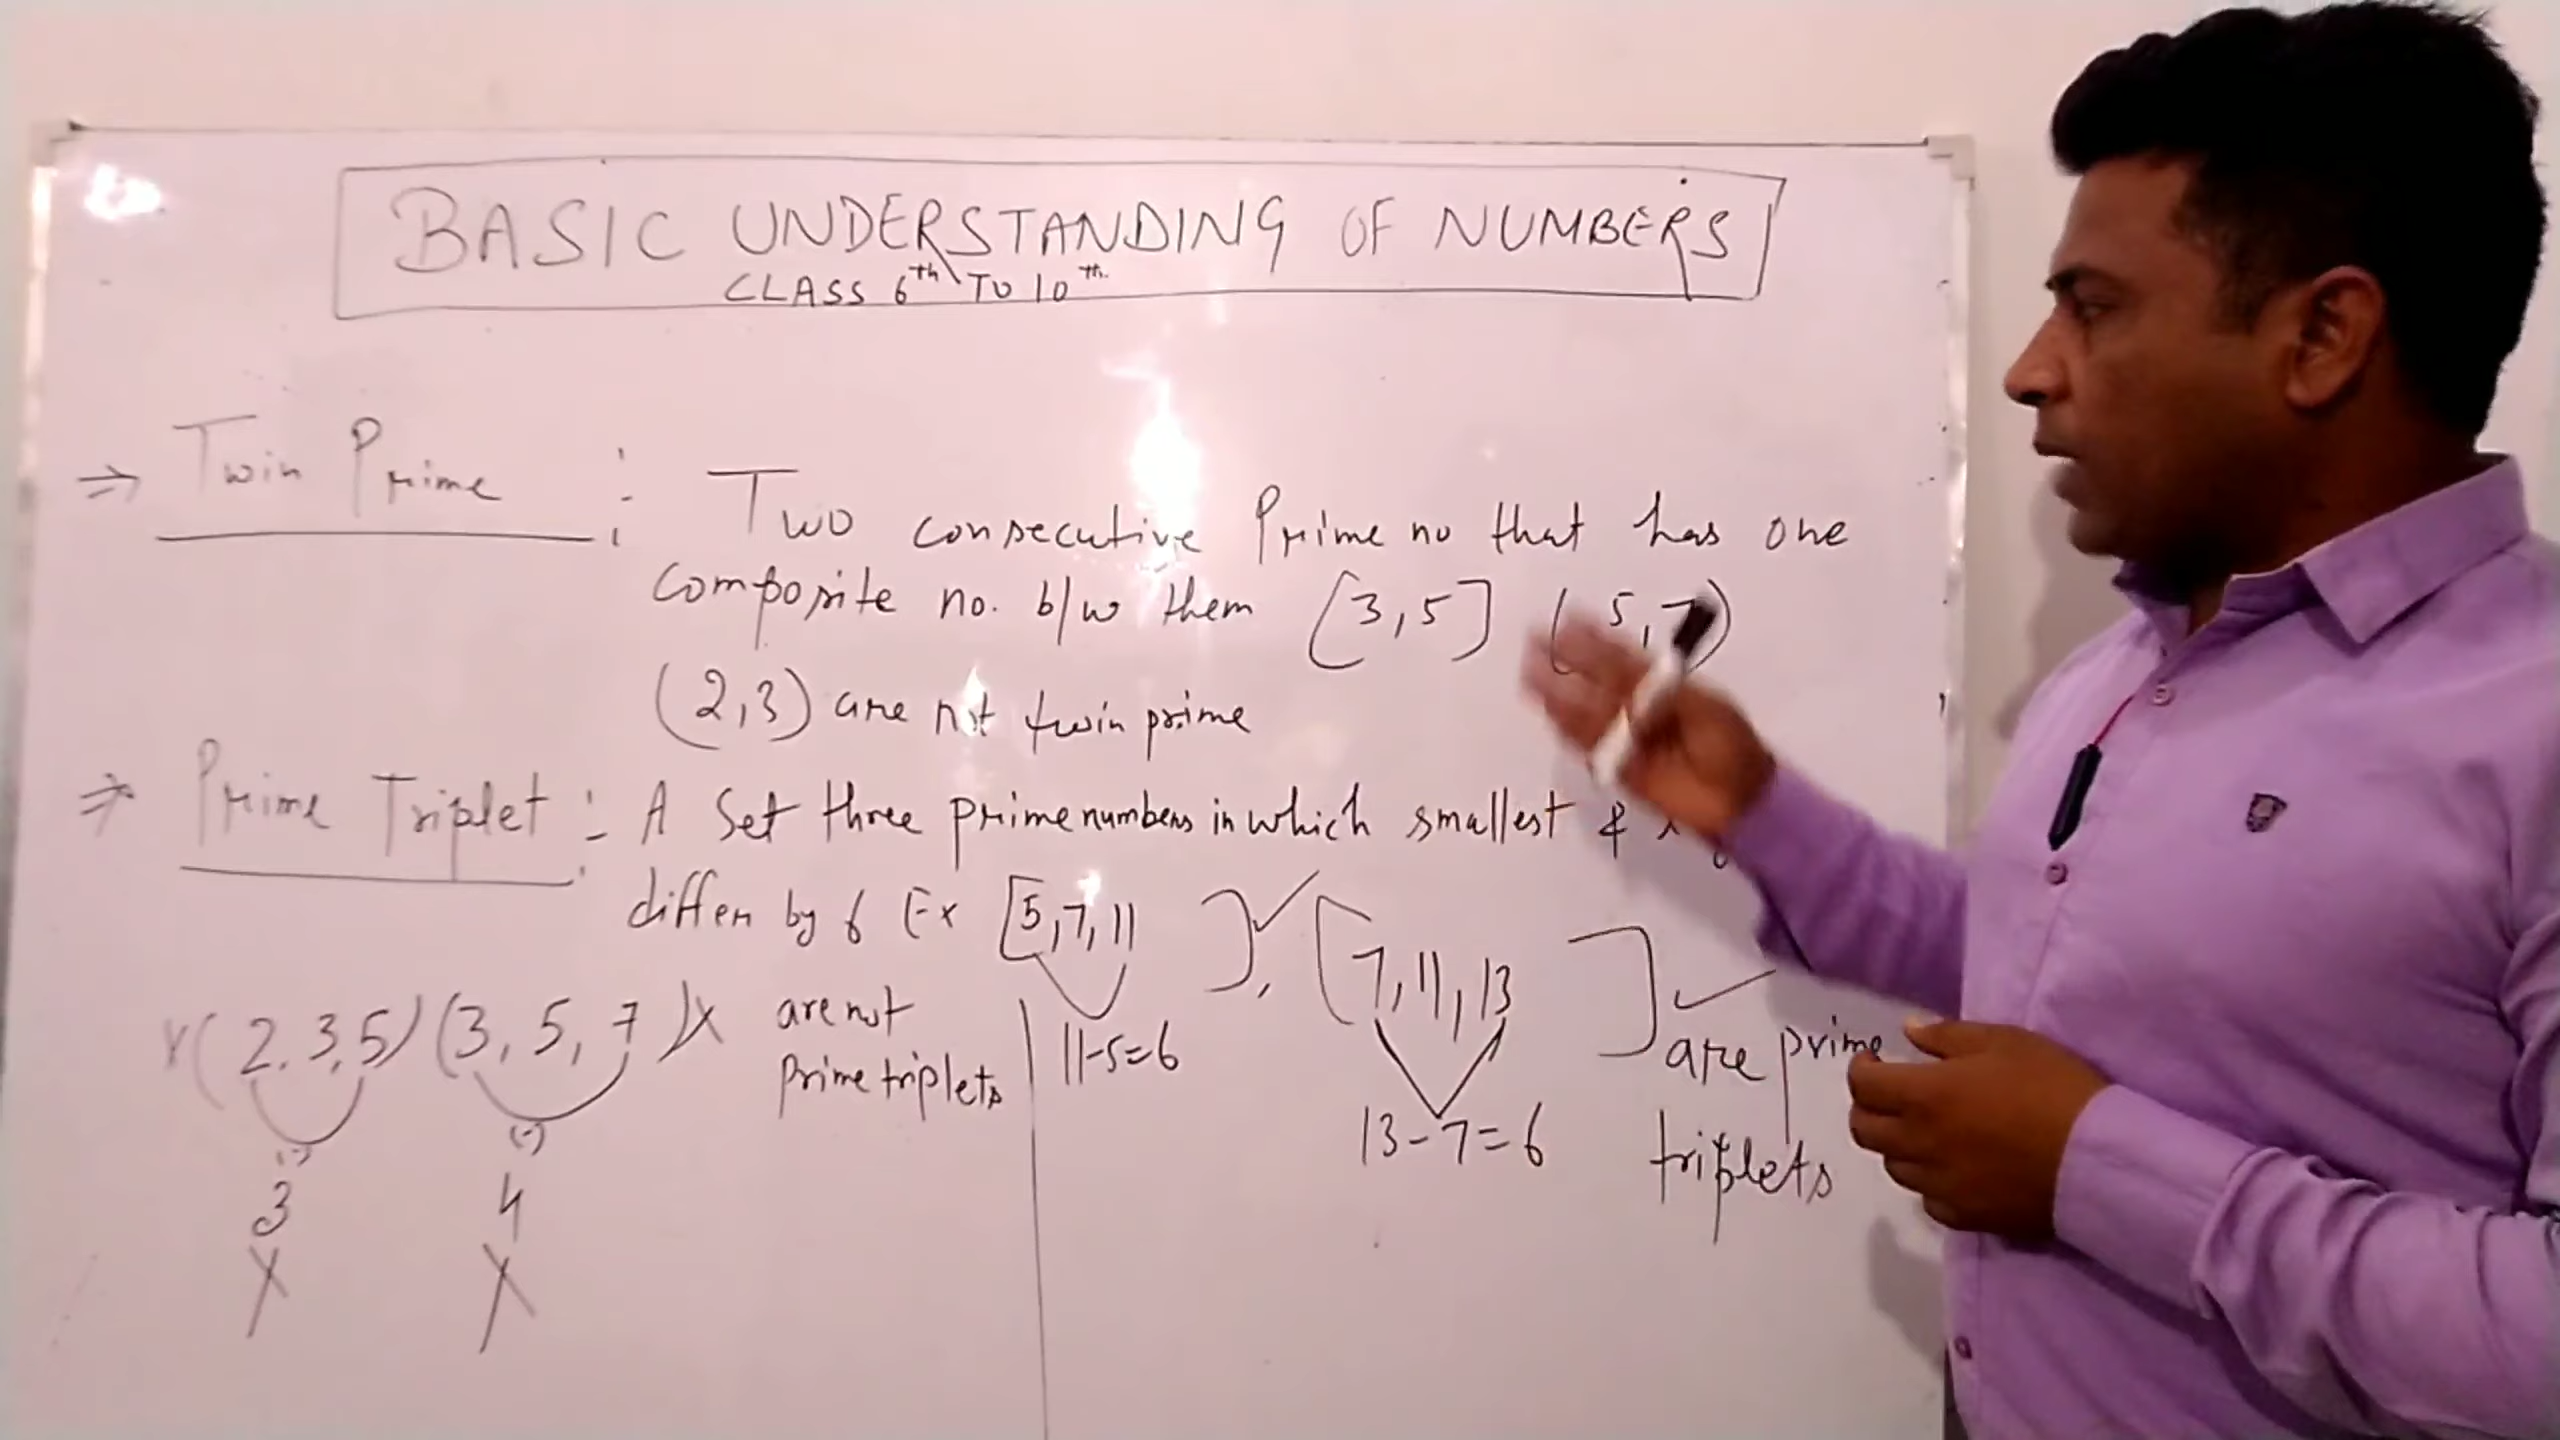 BASIC UNDERSTANDING OF NUMBERS
CLASS 6th TO 10th
⇒ Twin Prime : Two consecutive Prime no that has one
composite no. b/w them [3,5] (5,7)
(2,3) are not twin prime
⇒ Prime Triplet :- A Set three prime numbers in which smallest &
differ by 6 Ex [5,7,11] ✓, [7,11,13] ✓
are prime
triplets
11-5=6
13-7=6
(2,3,5) (3,5,7) X are not
prime triplets
(-) (-)
3 4
X X